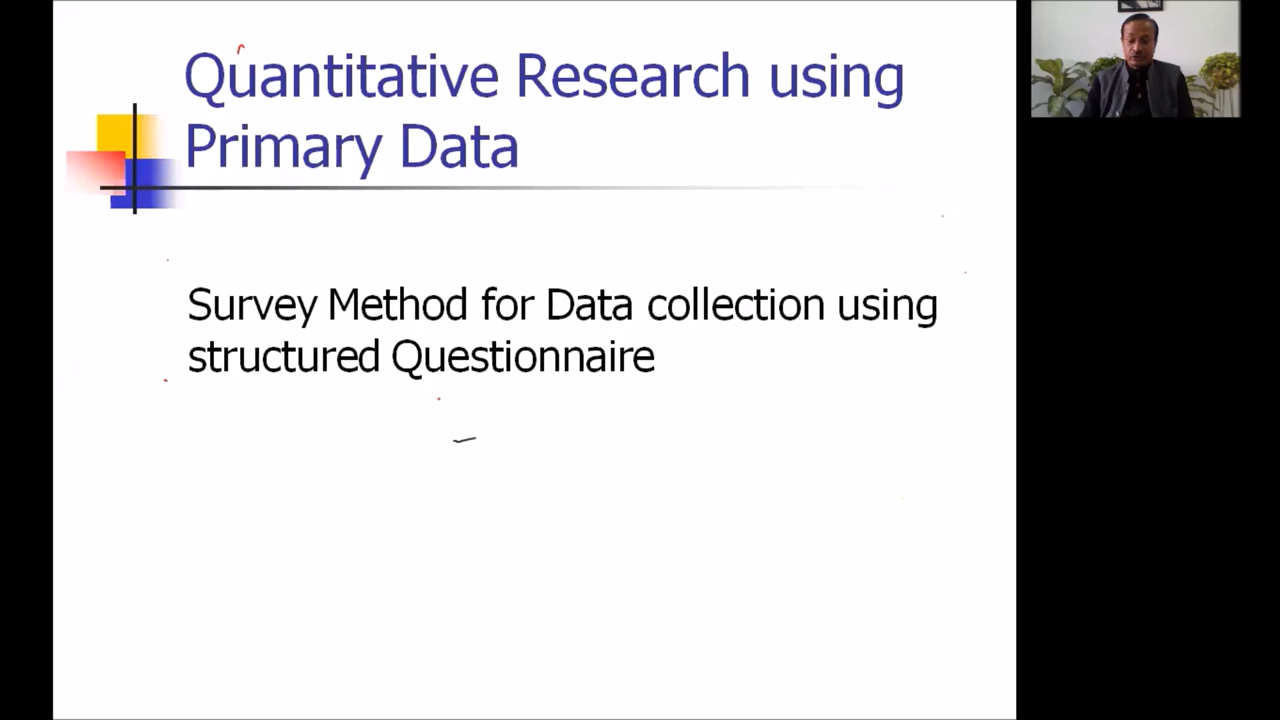 Quantitative Research using
Primary Data
Survey Method for Data collection using
structured Questionnaire